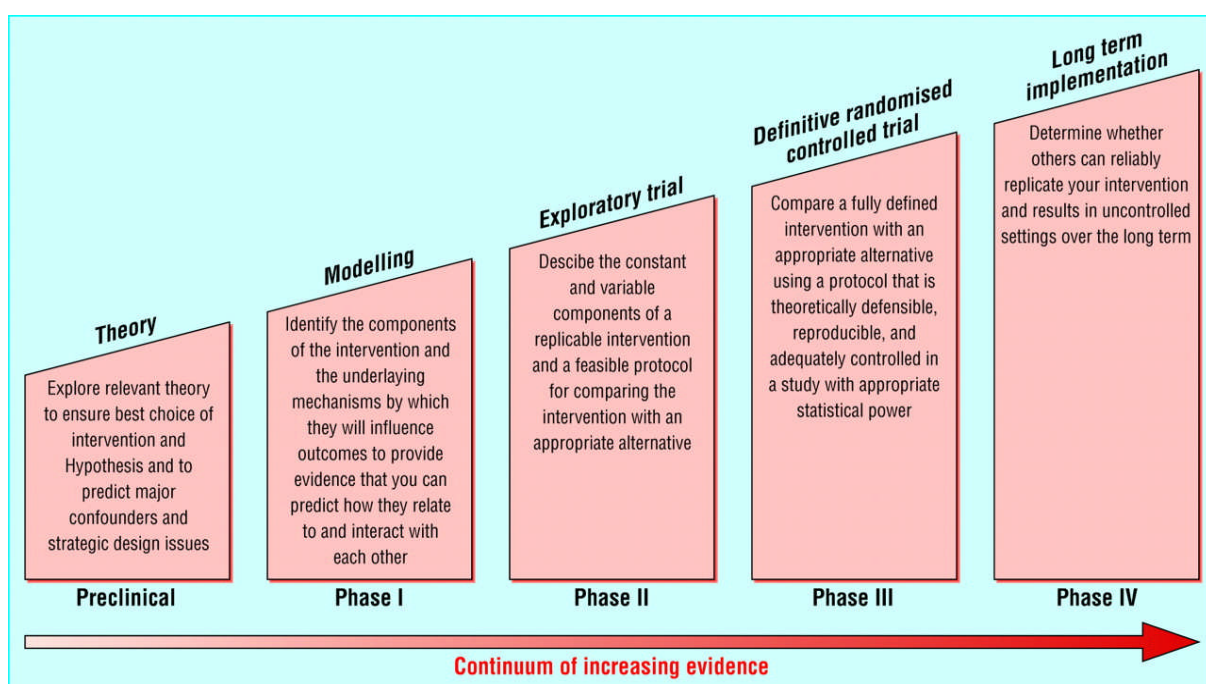 Theory
Explore relevant theory
to ensure best choice of
intervention and
Hypothesis and to
predict major
confounders and
strategic design issues
Preclinical
Modelling
Identify the components
of the intervention and
the underlaying
mechanisms by which
they will influence
outcomes to provide
evidence that you can
predict how they relate
to and interact with
each other
Phase I
Exploratory trial
Descibe the constant
and variable
components of a
replicable intervention
and a feasible protocol
for comparing the
intervention with an
appropriate alternative
Phase II
Definitive randomised
controlled trial
Compare a fully defined
intervention with an
appropriate alternative
using a protocol that is
theoretically defensible,
reproducible, and
adequately controlled in
a study with appropriate
statistical power
Phase III
Long term
implementation
Determine whether
others can reliably
replicate your intervention
and results in uncontrolled
settings over the long term
Phase IV
Continuum of increasing evidence